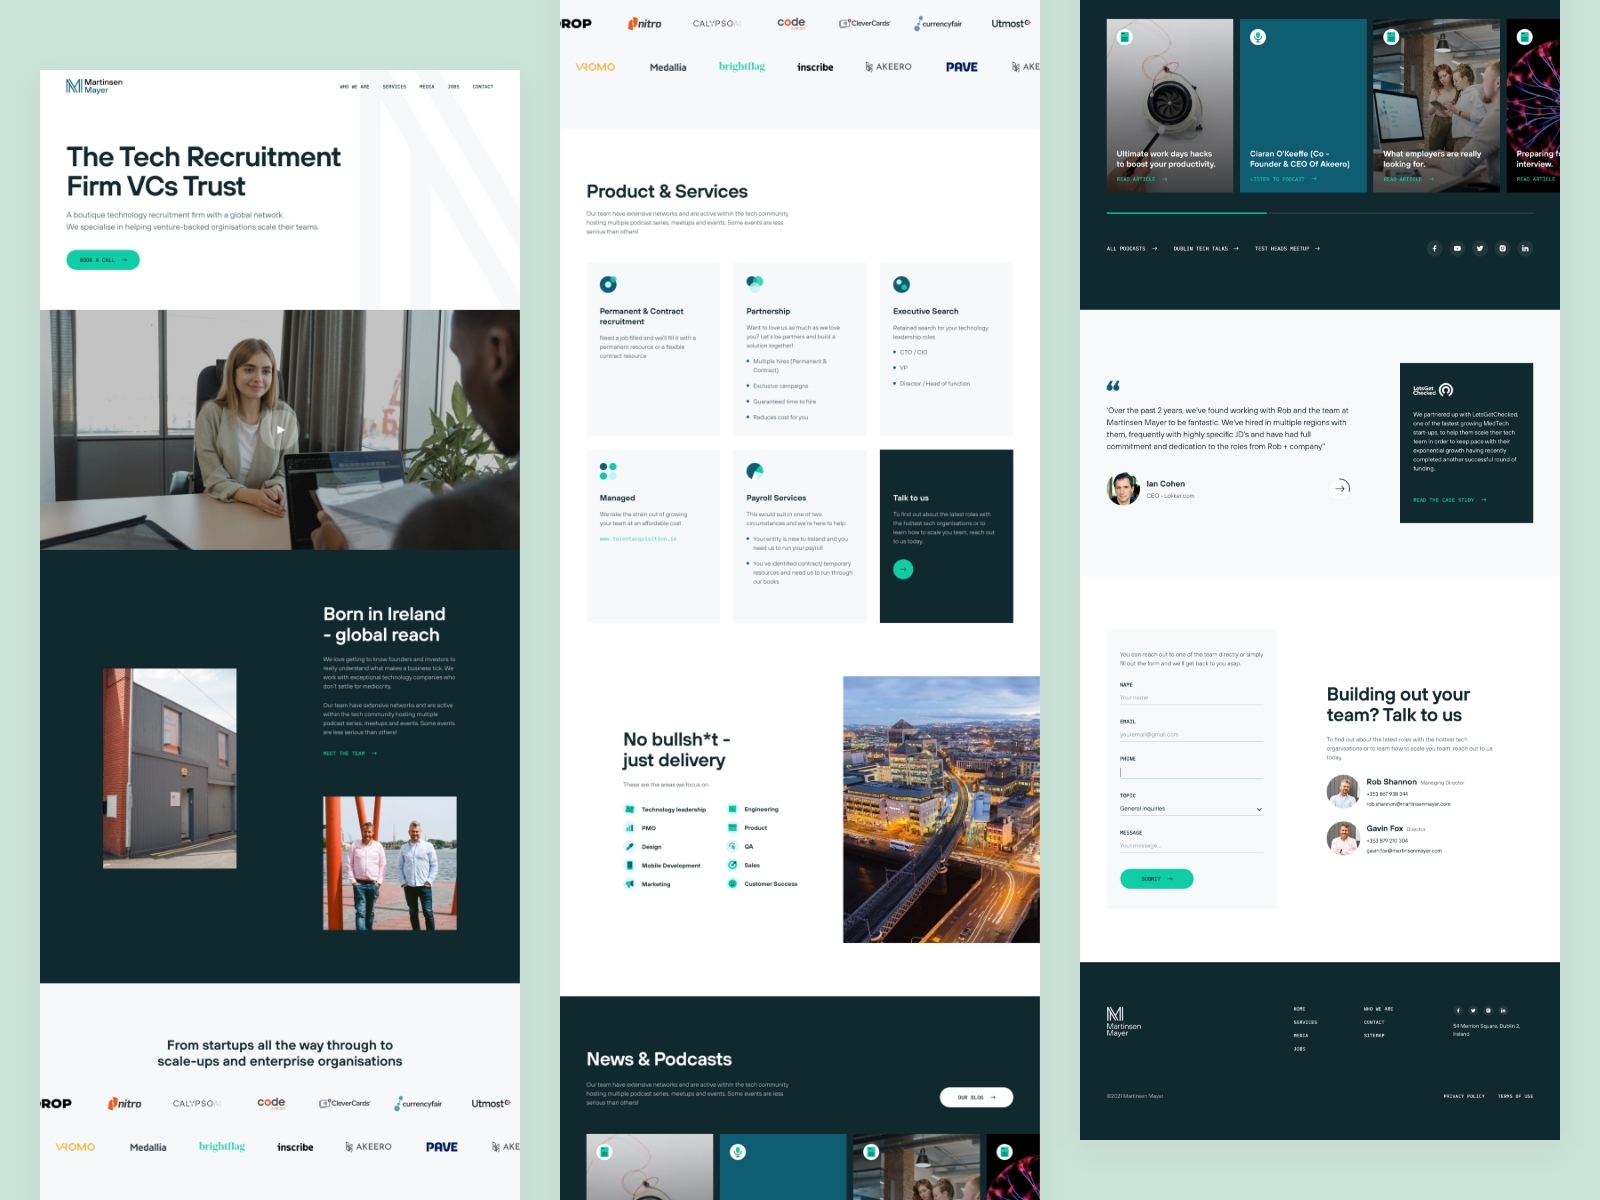 Martinsen
Mayer
WHO WE ARE
SERVICES
MEDIA
JOBS
CONTACT
The Tech Recruitment
Firm VCs Trust
A boutique technology recruitment firm with a global network.
We specialise in helping venture-backed orginisations scale their teams.
BOOK A CALL
Born in Ireland
- global reach
We love getting to know founders and investors to
really understand what makes a business tick. We
work with exceptional technology companies who
don't settle for mediocrity.
Our team have extensive networks and are active
within the tech community hosting multiple
podcast series, meetups and events. Some events
are less serious than others!
MEET THE TEAM
From startups all the way through to
scale-ups and enterprise organisations
ROP
nitro
CALYPSO
code
CleverCards
currencyfair
Utmost
VROMO
Medallia
brightflag
inscribe
AKEERO
PAVE
AKE
ROP
nitro
CALYPSO
code
CleverCards
currencyfair
Utmost
VROMO
Medallia
brightflag
inscribe
AKEERO
PAVE
AKE
Product & Services
Our team have extensive networks and are active within the tech community
hosting multiple podcast series, meetups and events. Some events are less
serious than others!
Permanent & Contract
recruitment
Need a job filled and we'll fill it with a
permanent resource or a flexible
contract resource
Partnership
Want to love us as much as we love
you? Let's be partners and build a
solution together!
Multiple hires (Permanent &
Contract)
Exclusive campaigns
Guaranteed time to hire
Reduces cost for you
Executive Search
Retained search for your technology
leadership roles
CTO / CIO
VP
Director / Head of function
Managed
We take the strain out of growing
your team at an affordable cost
www.talentacquisition.ie
Payroll Services
This would suit in one of two
circumstances and we're here to help:
Your entity is new to Ireland and you
need us to run your payroll
You've identified contract/ temporary
resources and need us to run through
our books
Talk to us
To find out about the latest roles with
the hottest tech organisations or to
learn how to scale you team, reach out
to us today.
No bullsh*t -
just delivery
These are the areas we focus on
Technology leadership
Engineering
PMO
Product
Design
QA
Mobile Development
Sales
Marketing
Customer Success
News & Podcasts
Our team have extensive networks and are active within the tech community
hosting multiple podcast series, meetups and events. Some events are less
serious than others!
OUR BLOG
Ultimate work days hacks
to boost your productivity.
READ ARTICLE
Ciaran O'Keeffe (Co -
Founder & CEO Of Akeero)
LISTEN TO PODCAST
What employers are really
looking for.
READ ARTICLE
Preparing f
interview.
READ ARTICLE
ALL PODCASTS
DUBLIN TECH TALKS
TEST HEADS MEETUP
"Over the past 2 years, we've found working with Rob and the team at
Martinsen Mayer to be fantastic. We've hired in multiple regions with
them, frequently with highly specific JD's and have had full
commitment and dedication to the roles from Rob + company"
Ian Cohen
CEO - Lokker.com
LetsGet
Checked
We partnered up with LetsGetChecked,
one of the fastest growing MedTech
start-ups, to help them scale their tech
team in order to keep pace with their
exponential growth having recently
completed another successful round of
funding.
READ THE CASE STUDY
You can reach out to one of the team directly or simply
fill out the form and we'll get back to you asap.
NAME
Your name
EMAIL
youremail@gmail.com
PHONE
TOPIC
General inquiries
MESSAGE
Your message...
SUBMIT
Building out your
team? Talk to us
To find out about the latest roles with the hottest tech
organisations or to learn how to scale you team, reach out to us
today.
Rob Shannon Managing Director
+353 867 938 344
rob.shannon@martinsenmayer.com
Gavin Fox Director
+353 879 210 304
gavin.fox@martinsenmayer.com
Martinsen
Mayer
HOME
SERVICES
MEDIA
JOBS
WHO WE ARE
CONTACT
SITEMAP
54 Merrion Square, Dublin 2,
Ireland
©2021 Martinsen Mayer
PRIVACY POLICY
TERMS OF USE